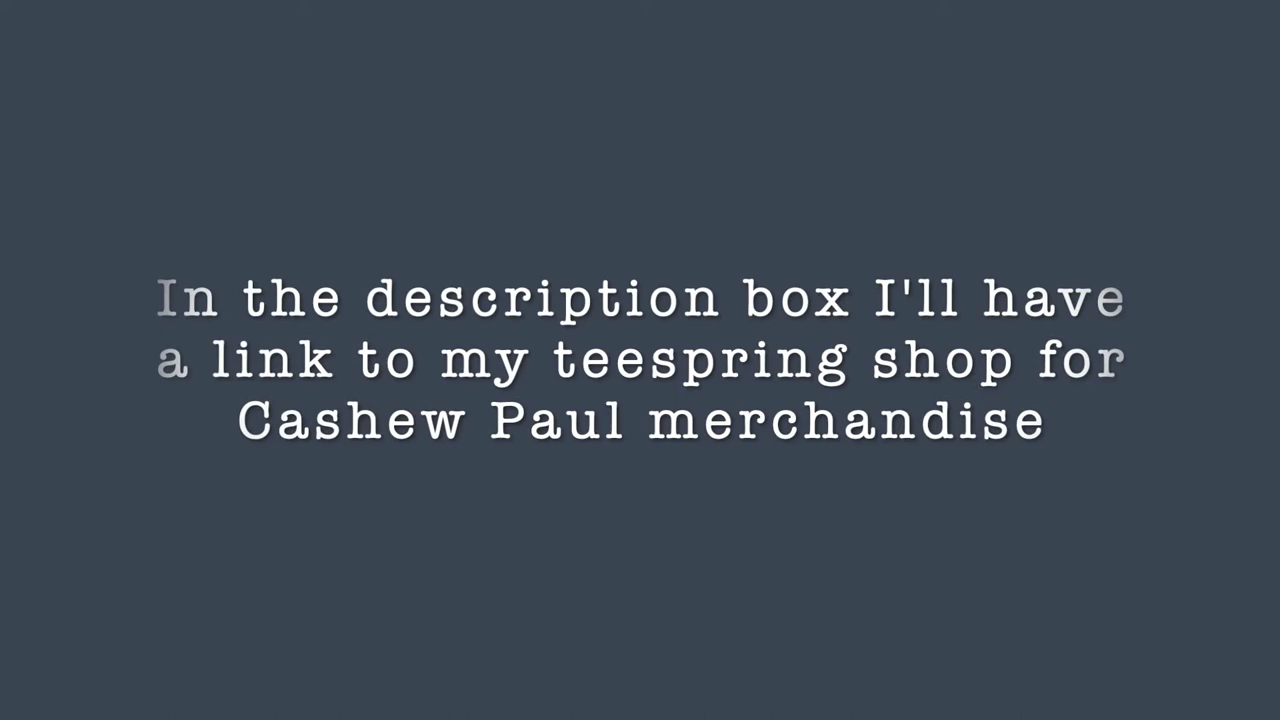 In the description box I'll have
a link to my teespring shop for
Cashew Paul merchandise